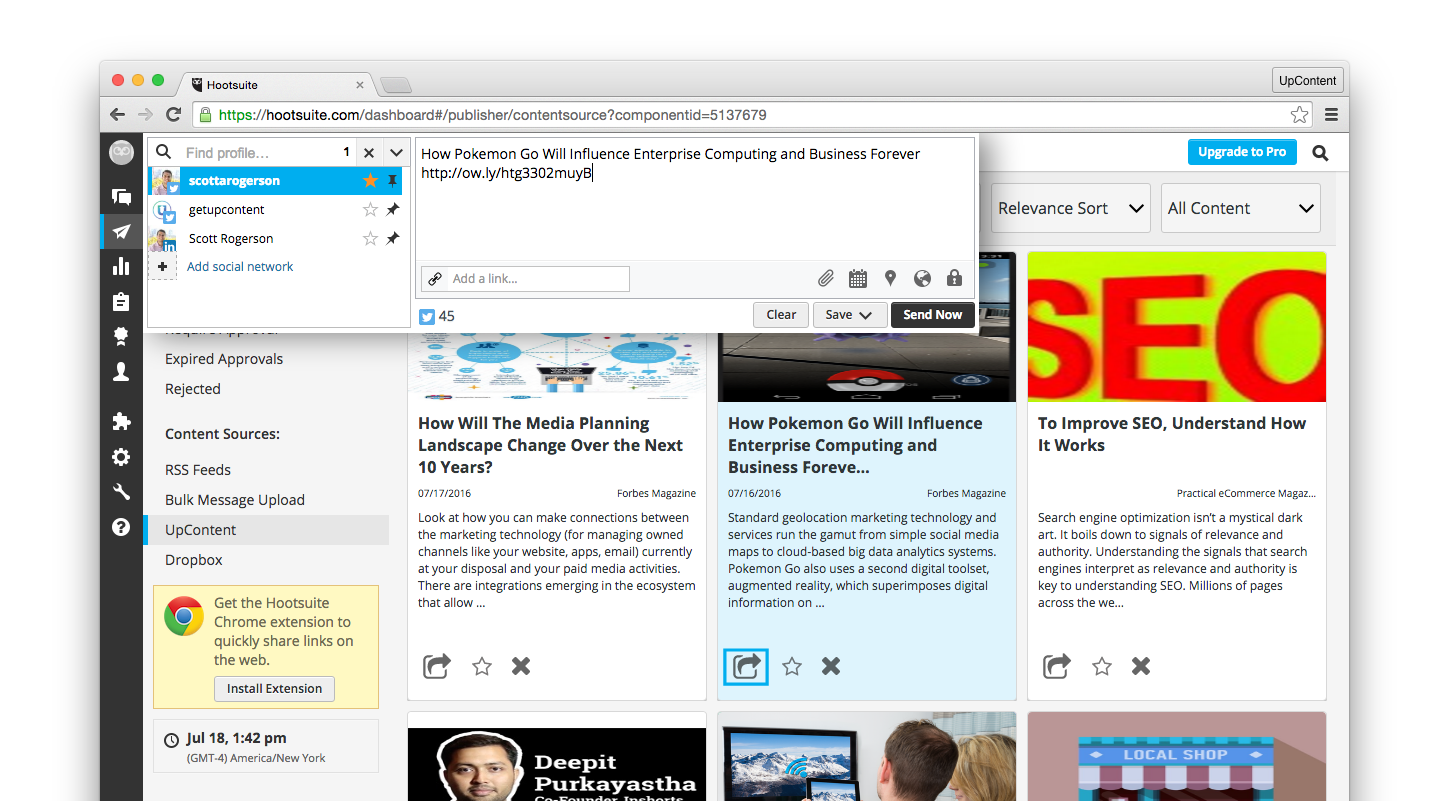 Hootsuite
UpContent
https://hootsuite.com/dashboard#/publisher/contentsource?componentid=5137679
Find profile... 1
scottarogerson
getupcontent
Scott Rogerson
Add social network
How Pokemon Go Will Influence Enterprise Computing and Business Forever
http://ow.ly/htg3302muyB
Add a link...
45
Clear
Save
Send Now
Upgrade to Pro
Relevance Sort
All Content
Expired Approvals
Rejected
Content Sources:
RSS Feeds
Bulk Message Upload
UpContent
Dropbox
Get the Hootsuite
Chrome extension to
quickly share links on
the web.
Install Extension
Jul 18, 1:42 pm
(GMT-4) America/New York
How Will The Media Planning
Landscape Change Over the Next
10 Years?
07/17/2016 Forbes Magazine
Look at how you can make connections between
the marketing technology (for managing owned
channels like your website, apps, email) currently
at your disposal and your paid media activities.
There are integrations emerging in the ecosystem
that allow ...
How Pokemon Go Will Influence
Enterprise Computing and
Business Foreve...
07/16/2016 Forbes Magazine
Standard geolocation marketing technology and
services run the gamut from simple social media
maps to cloud-based big data analytics systems.
Pokemon Go also uses a second digital toolset,
augmented reality, which superimposes digital
information on ...
SEO
To Improve SEO, Understand How
It Works
Practical eCommerce Magaz...
Search engine optimization isn't a mystical dark
art. It boils down to signals of relevance and
authority. Understanding the signals that search
engines interpret as relevance and authority is
key to understanding SEO. Millions of pages
across the we...
Deepit
Purkayastha
Co-Founder Inshorts
LOCAL SHOP